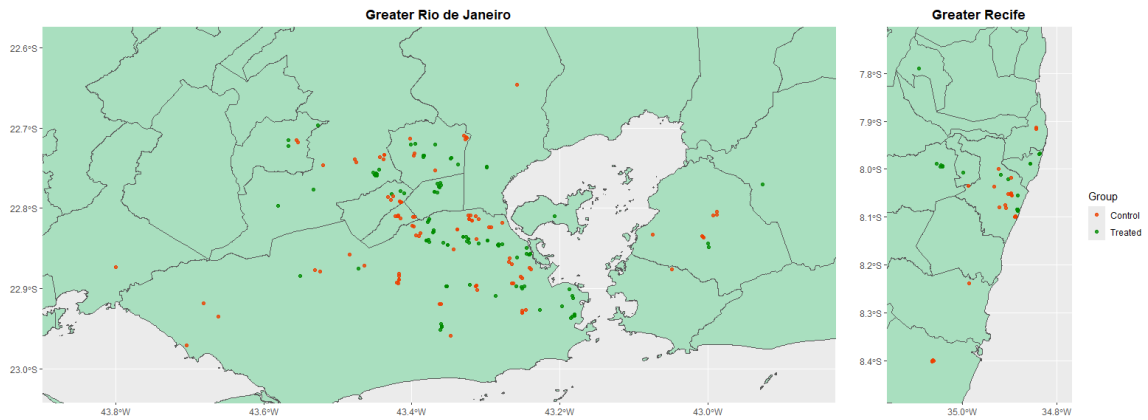 Greater Rio de Janeiro
22.6°S
22.7°S
22.8°S
22.9°S
23.0°S
43.8°W
43.6°W
43.4°W
43.2°W
43.0°W
Greater Recife
7.8°S
7.9°S
8.0°S
8.1°S
8.2°S
8.3°S
8.4°S
35.0°W
34.8°W
Group
Control
Treated